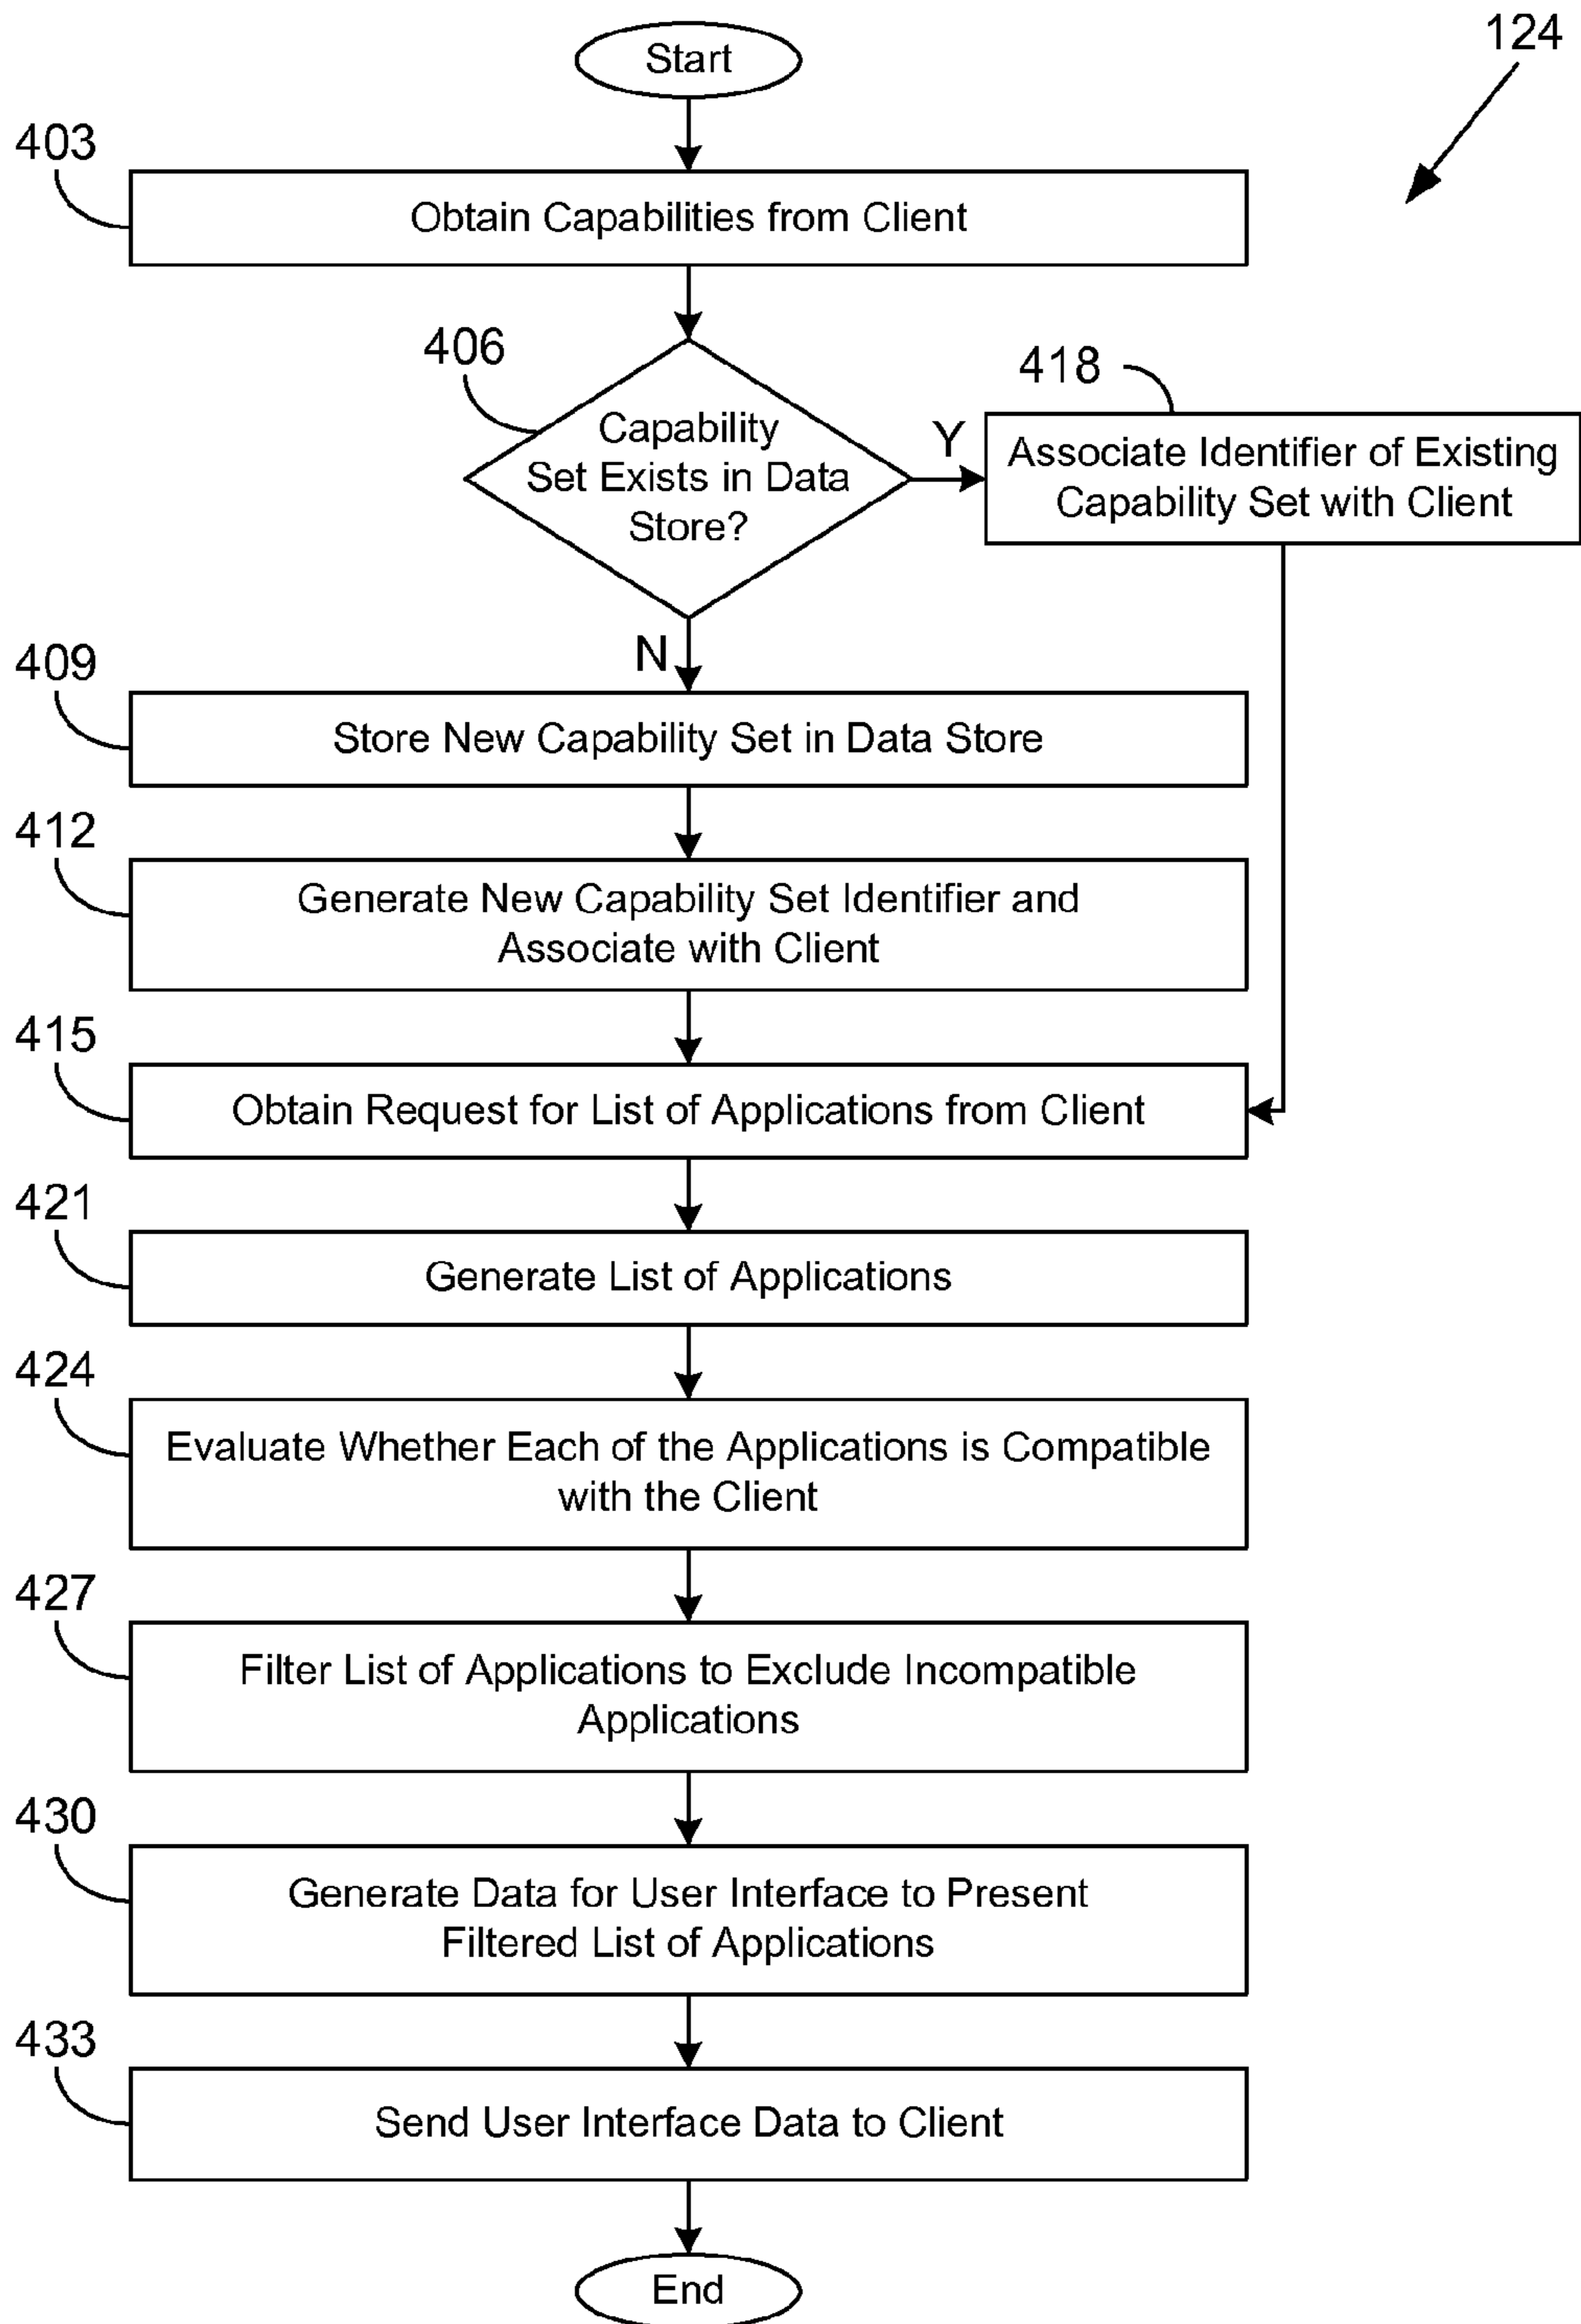 124
Start
403
Obtain Capabilities from Client
406
Capability
Set Exists in Data
Store?
Y
418
Associate Identifier of Existing
Capability Set with Client
N
409
Store New Capability Set in Data Store
412
Generate New Capability Set Identifier and
Associate with Client
415
Obtain Request for List of Applications from Client
421
Generate List of Applications
424
Evaluate Whether Each of the Applications is Compatible
with the Client
427
Filter List of Applications to Exclude Incompatible
Applications
430
Generate Data for User Interface to Present
Filtered List of Applications
433
Send User Interface Data to Client
End